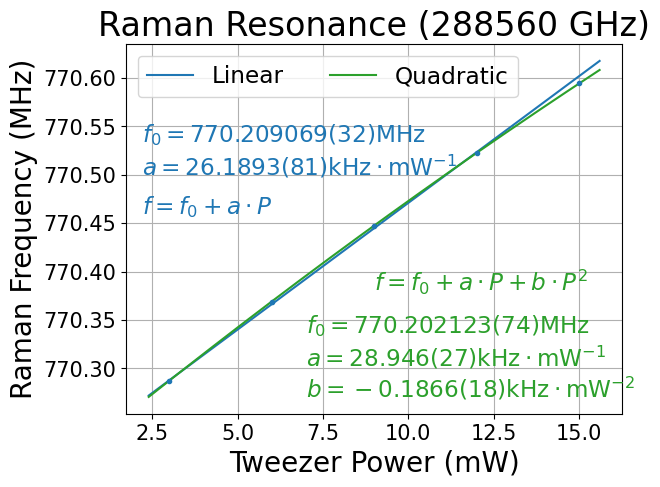 Raman Resonance (288560 GHz)
Linear
Quadratic
f₀ = 770.209069(32)MHz
a = 26.1893(81)kHz · mW⁻¹
f = f₀ + a · P
f = f₀ + a · P + b · P²
f₀ = 770.202123(74)MHz
a = 28.946(27)kHz · mW⁻¹
b = −0.1866(18)kHz · mW⁻²
Raman Frequency (MHz)
770.60
770.55
770.50
770.45
770.40
770.35
770.30
2.5 5.0 7.5 10.0 12.5 15.0
Tweezer Power (mW)